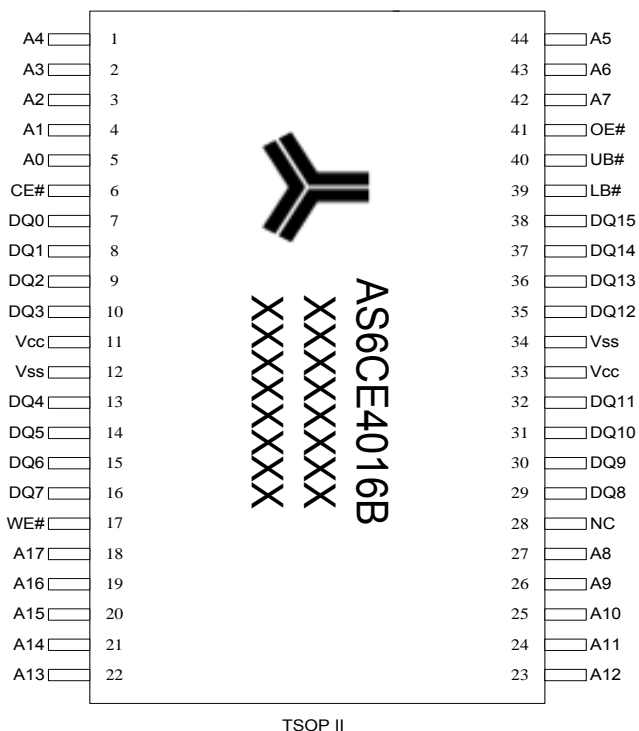 A4 1 44 A5
A3 2 43 A6
A2 3 42 A7
A1 4 41 OE#
A0 5 40 UB#
CE# 6 39 LB#
DQ0 7 38 DQ15
DQ1 8 37 DQ14
DQ2 9 36 DQ13
DQ3 10 35 DQ12
Vcc 11 34 Vss
Vss 12 33 Vcc
DQ4 13 32 DQ11
DQ5 14 31 DQ10
DQ6 15 30 DQ9
DQ7 16 29 DQ8
WE# 17 28 NC
A17 18 27 A8
A16 19 26 A9
A15 20 25 A10
A14 21 24 A11
A13 22 23 A12
AS6CE4016B
XXXXXXXX
XXXXXXXX
TSOP II